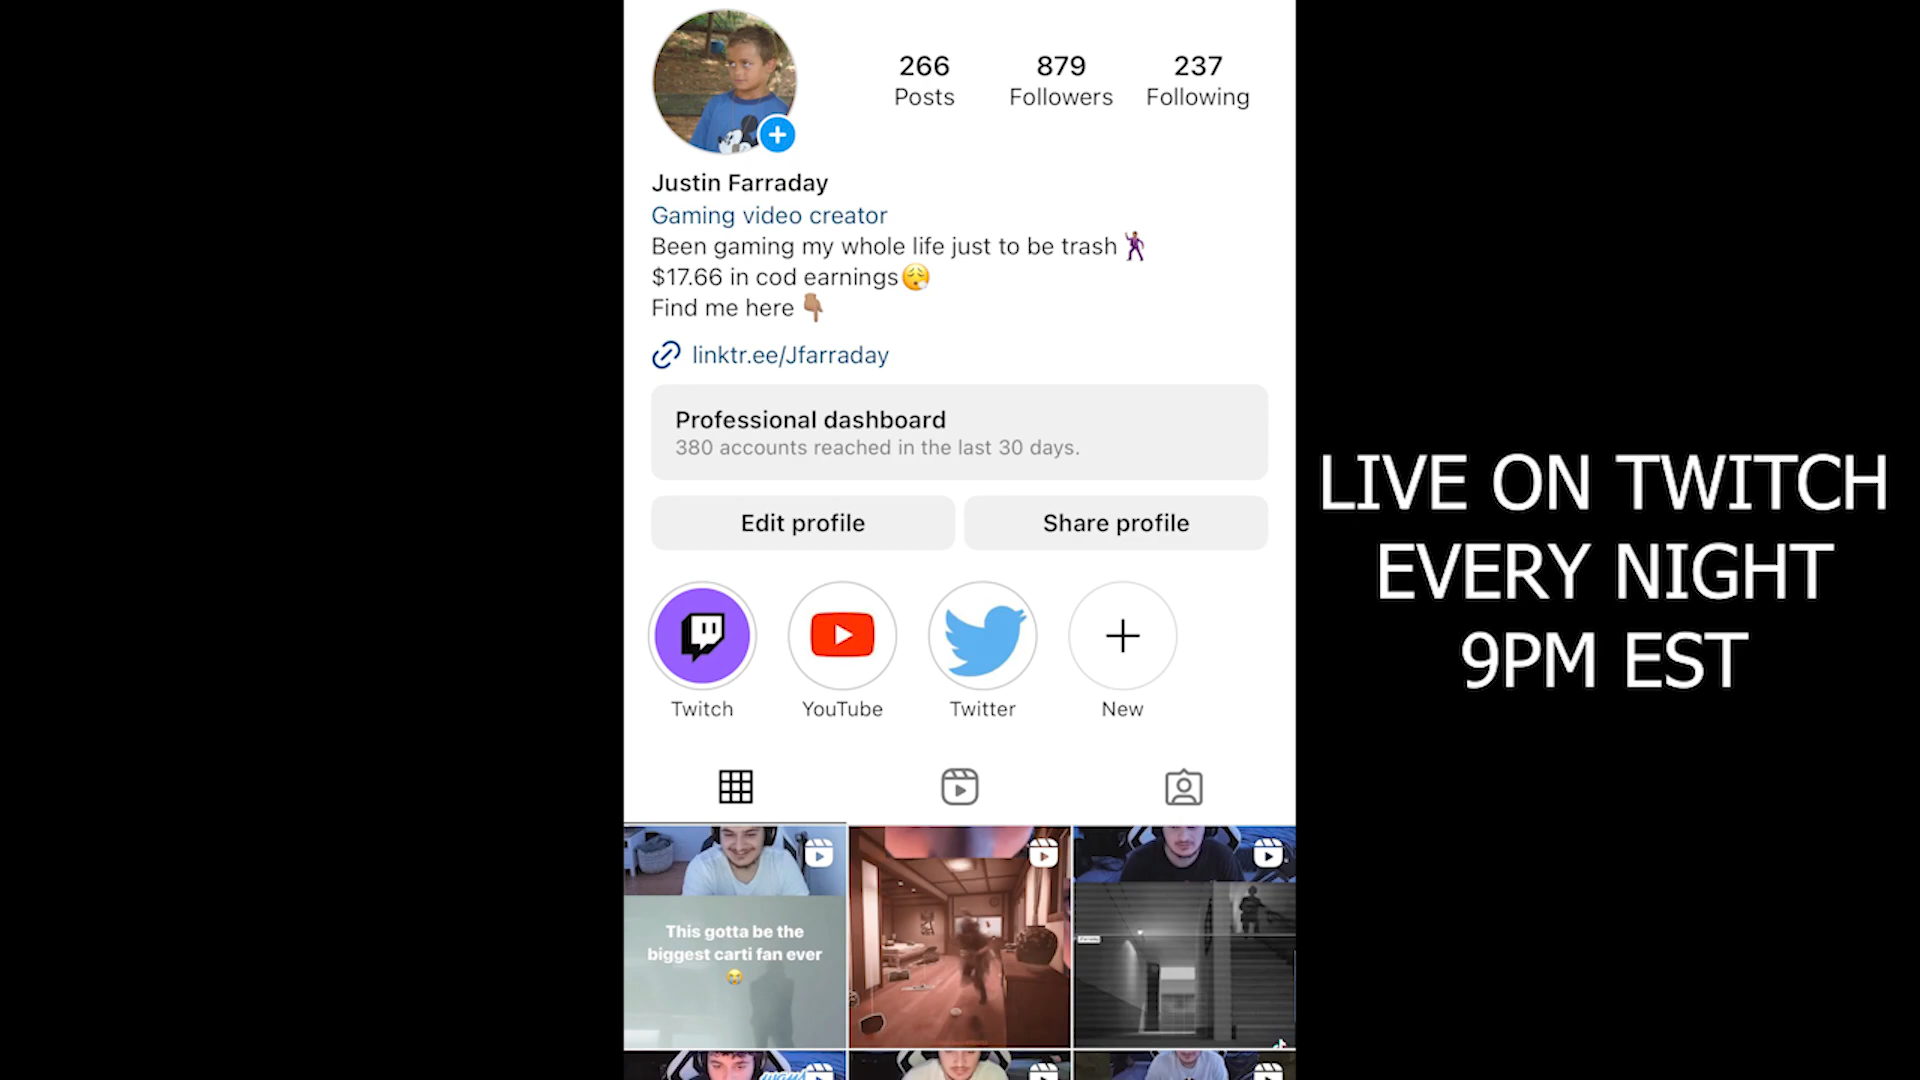 266
Posts
879
Followers
237
Following
Justin Farraday
Gaming video creator
Been gaming my whole life just to be trash🕺🏽
$17.66 in cod earnings😮‍💨
Find me here👇🏽
linktr.ee/Jfarraday
Professional dashboard
380 accounts reached in the last 30 days.
Edit profile
Share profile
Twitch
YouTube
Twitter
New
This gotta be the
biggest carti fan ever
😭
LIVE ON TWITCH
EVERY NIGHT
9PM EST